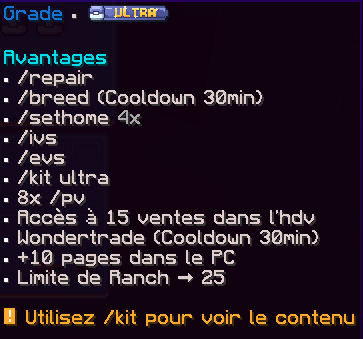 Grade • ULTRA
Avantages
• /repair
• /breed (Cooldown 30min)
• /sethome 4x
• /ivs
• /evs
• /kit ultra
• 8x /pv
• Accès à 15 ventes dans l'hdv
• Wondertrade (Cooldown 30min)
• +10 pages dans le PC
• Limite de Ranch → 25
! Utilisez /kit pour voir le contenu